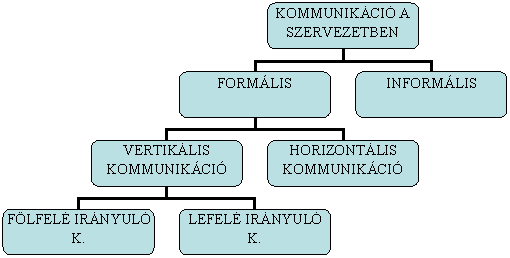 KOMMUNIKÁCIÓ A
SZERVEZETBEN
FORMÁLIS
INFORMÁLIS
VERTIKÁLIS
KOMMUNIKÁCIÓ
HORIZONTÁLIS
KOMMUNIKÁCIÓ
FÖLFELÉ IRÁNYULÓ
K.
LEFELÉ IRÁNYULÓ
K.